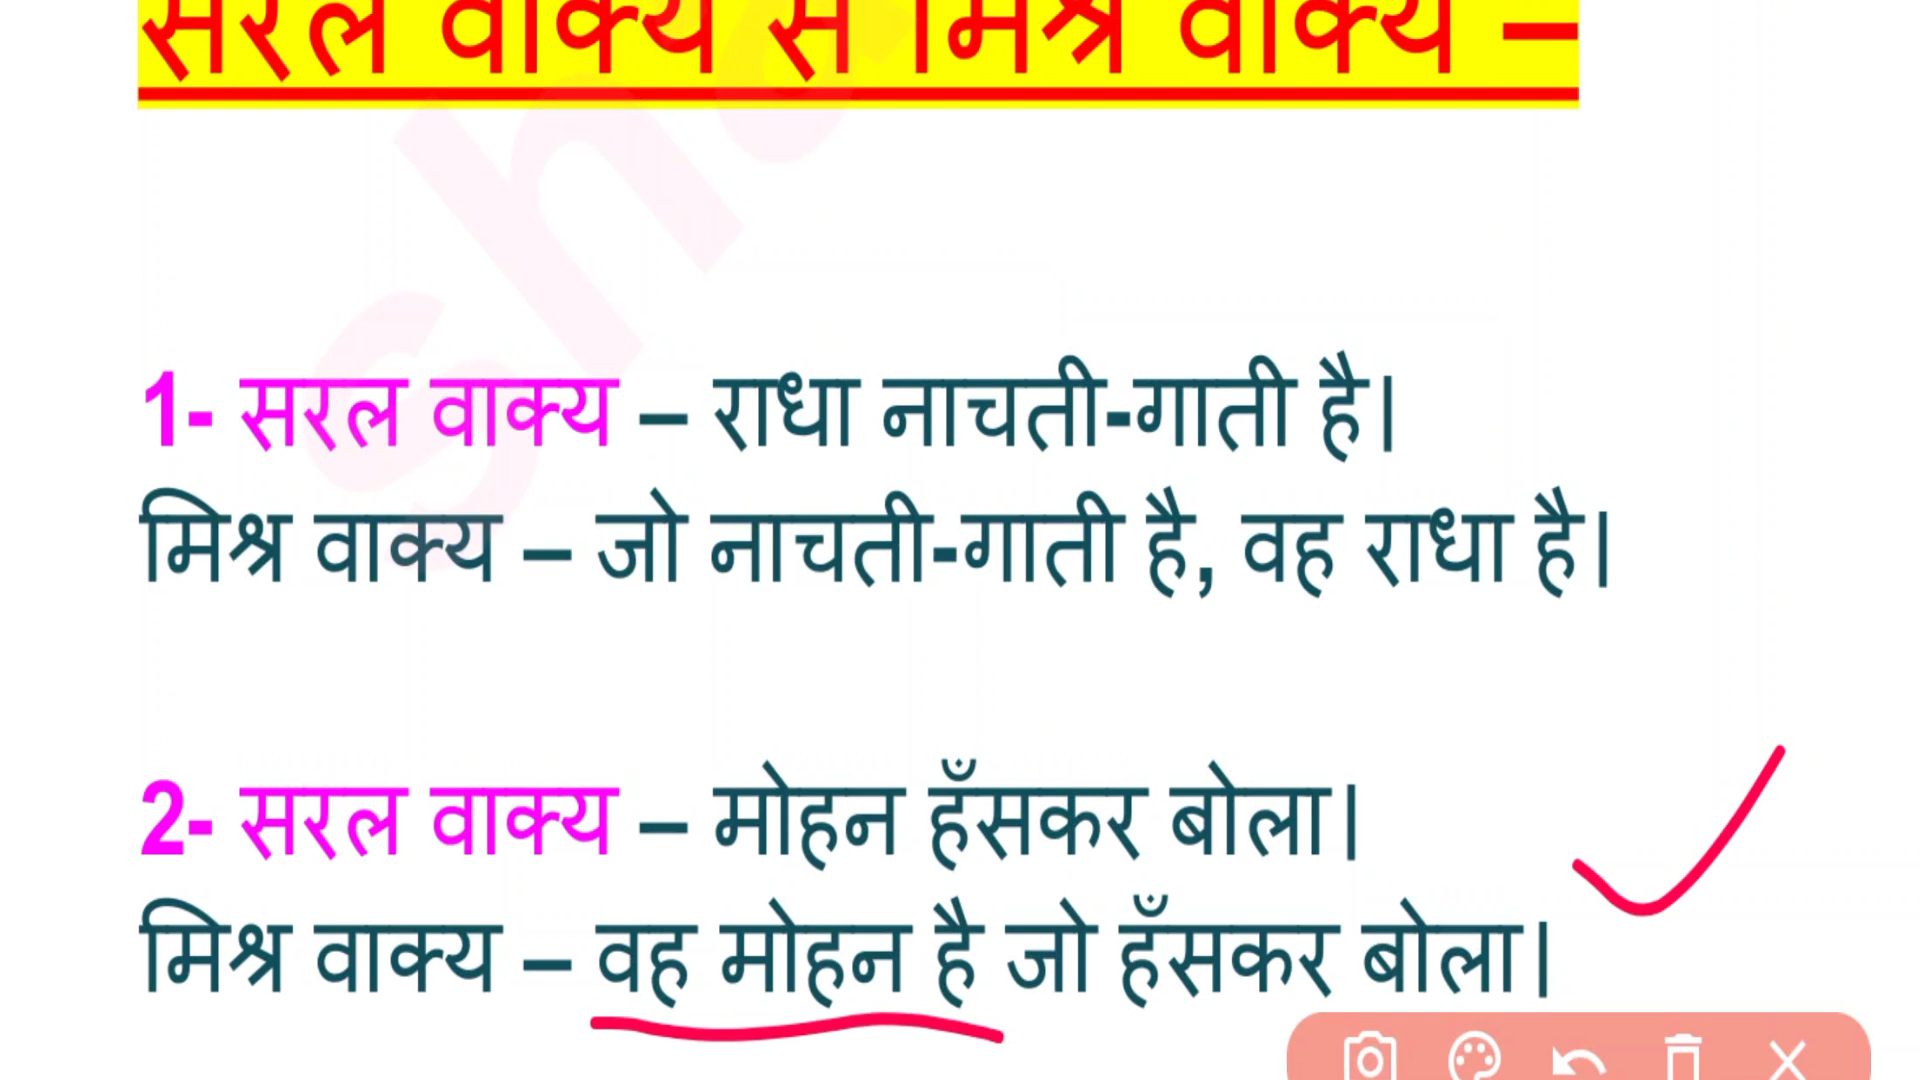 सरल वाक्य से मिश्र वाक्य –
1- सरल वाक्य – राधा नाचती-गाती है।
मिश्र वाक्य – जो नाचती-गाती है, वह राधा है।
2- सरल वाक्य – मोहन हँसकर बोला।
मिश्र वाक्य – वह मोहन है जो हँसकर बोला।